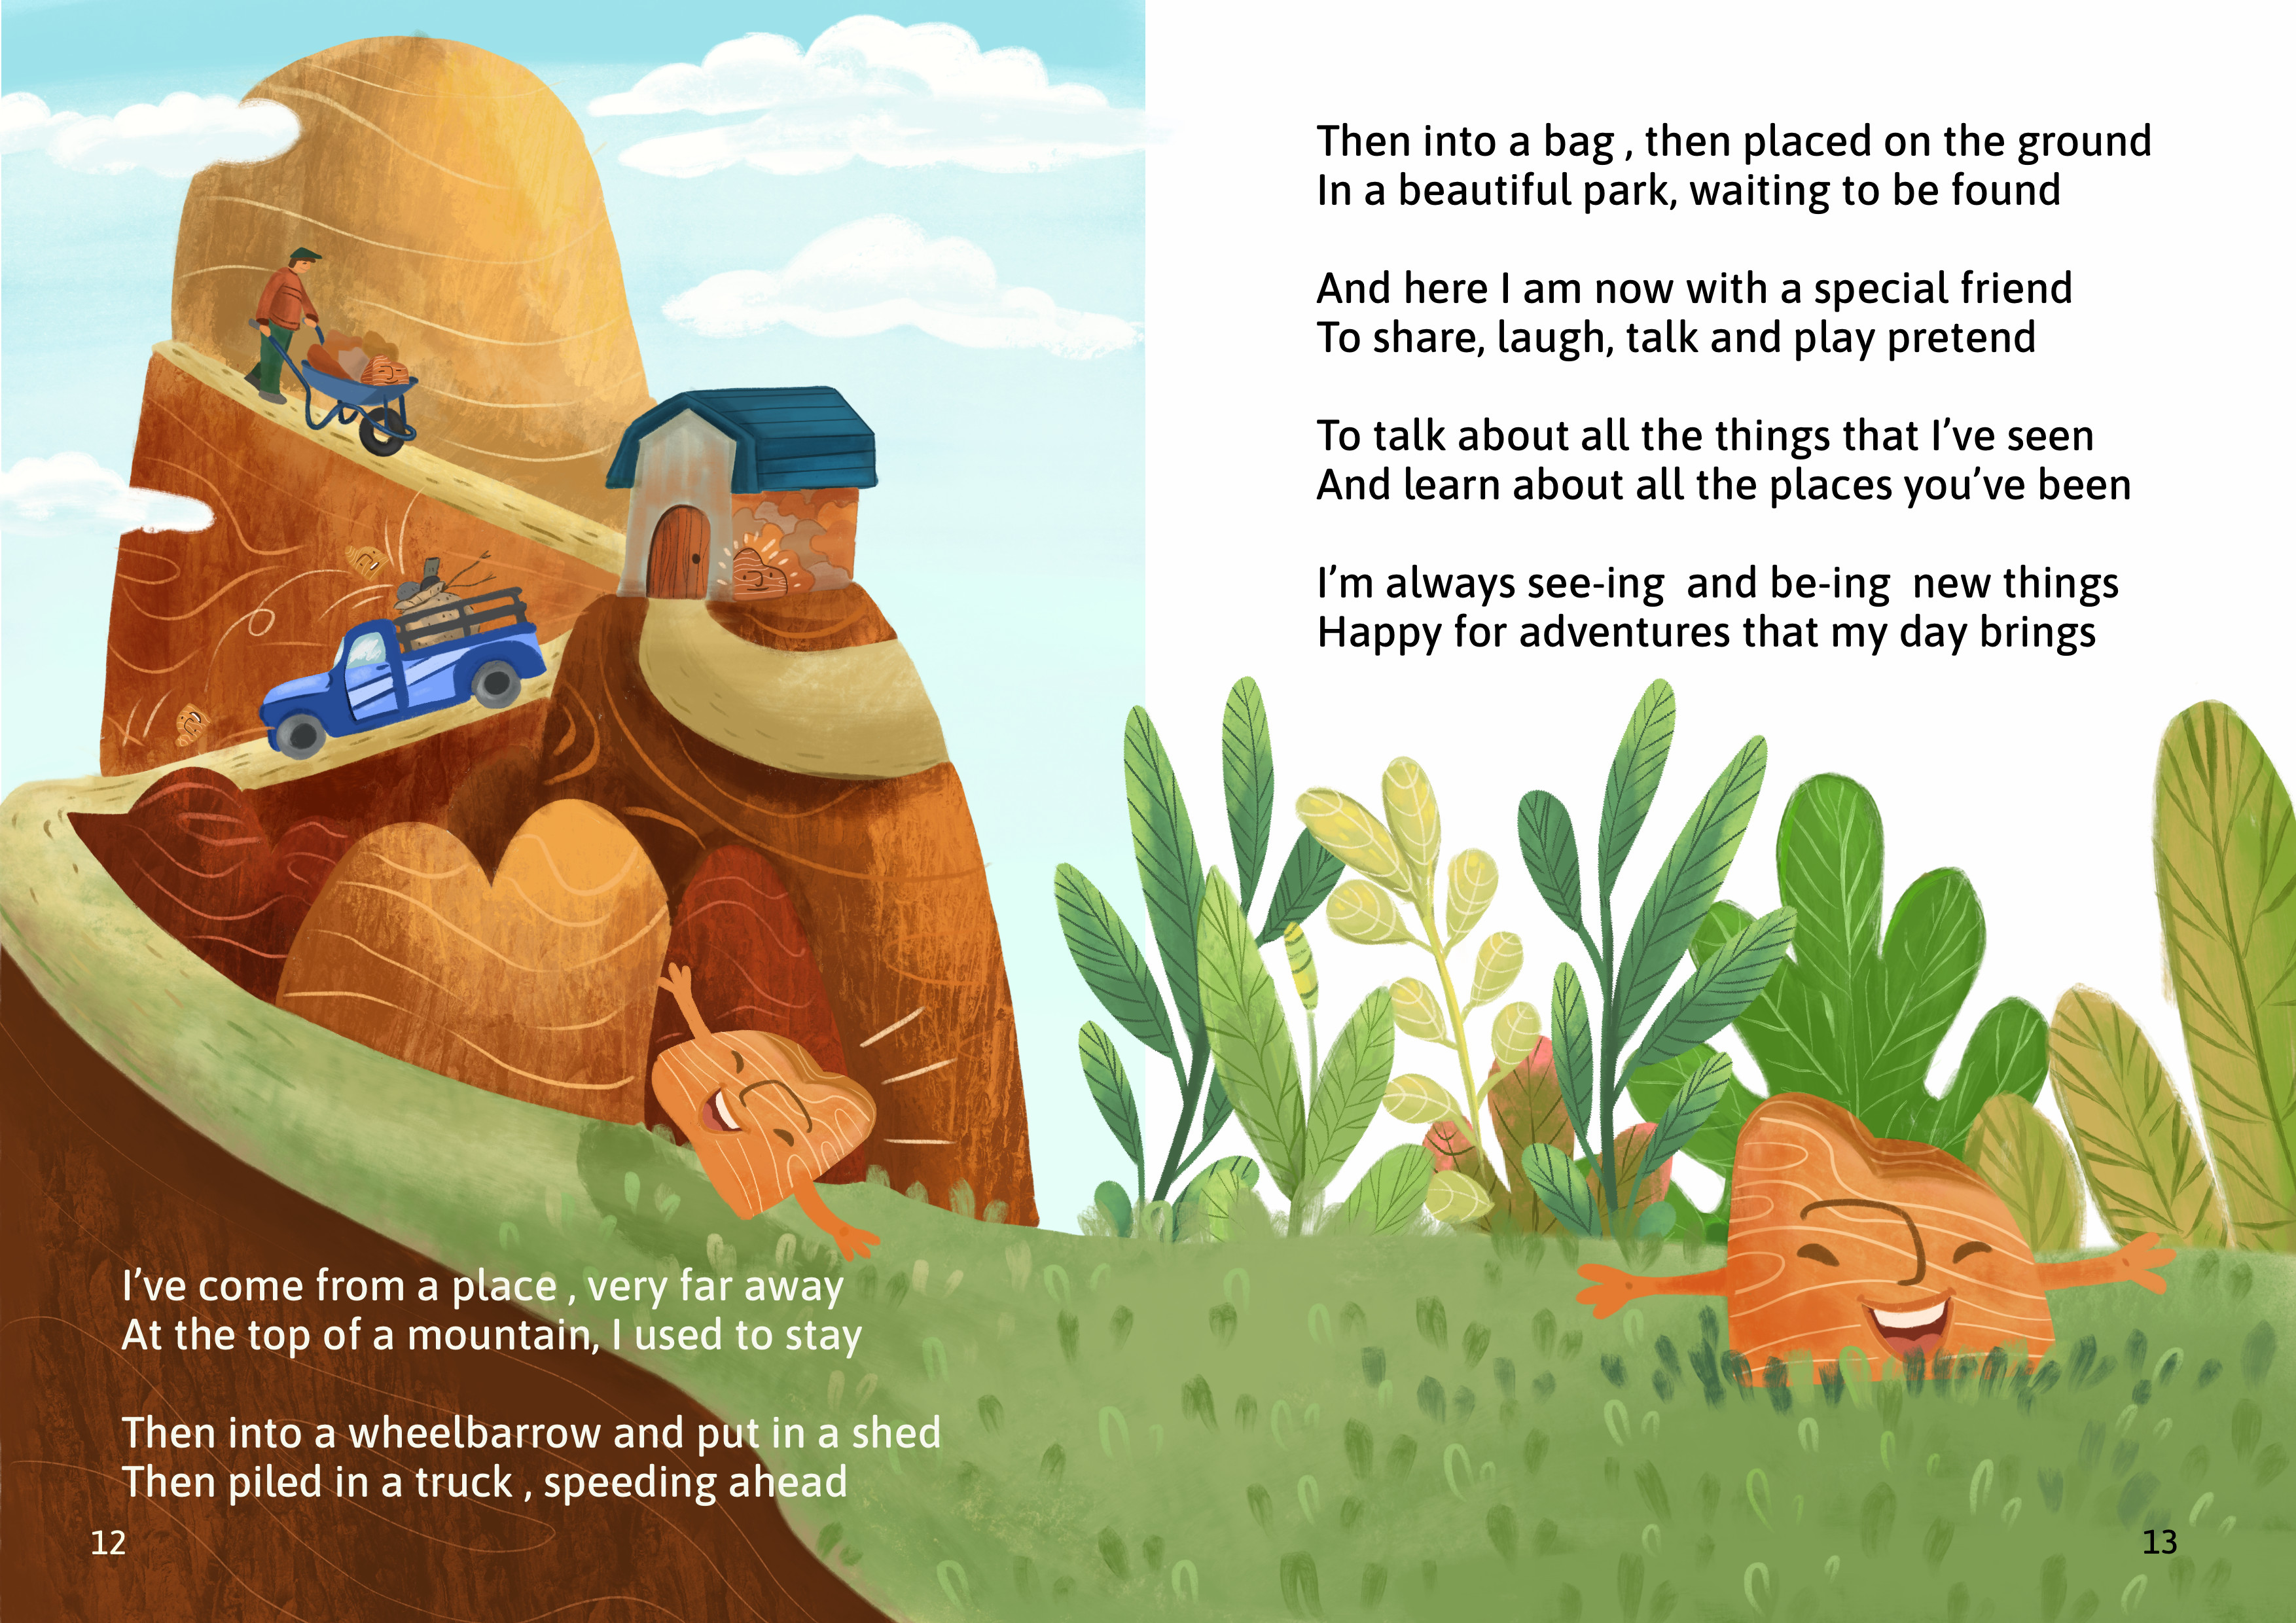 I’ve come from a place , very far away
At the top of a mountain, I used to stay
Then into a wheelbarrow and put in a shed
Then piled in a truck , speeding ahead
12
Then into a bag , then placed on the ground
In a beautiful park, waiting to be found
And here I am now with a special friend
To share, laugh, talk and play pretend
To talk about all the things that I’ve seen
And learn about all the places you’ve been
I’m always see-ing  and be-ing  new things
Happy for adventures that my day brings
13